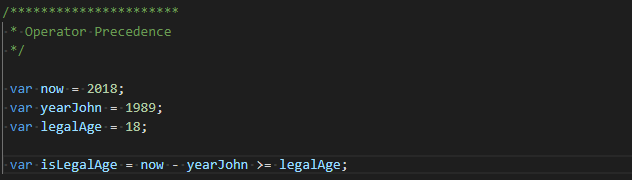 /**********************
* Operator Precedence
*/
var now = 2018;
var yearJohn = 1989;
var legalAge = 18;
var isLegalAge = now - yearJohn >= legalAge;